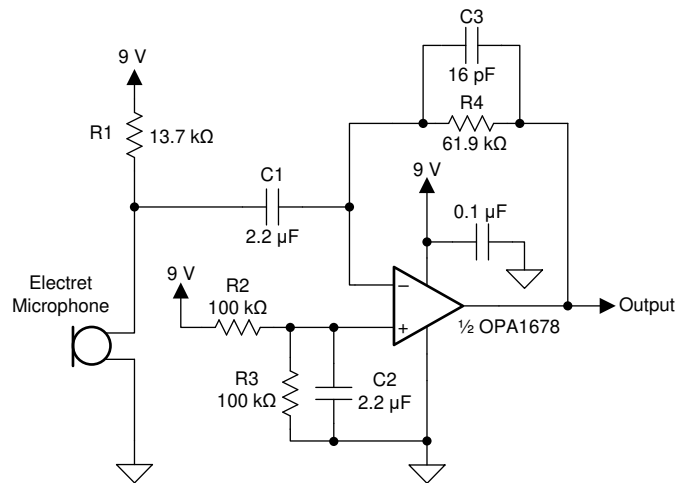 C3
9 V
16 pF
R4
R1
13.7 kΩ
61.9 kΩ
C1
9 V
0.1 µF
2.2 µF
Electret
Microphone
9 V
R2
100 kΩ
–
+
Output
½ OPA1678
R3
100 kΩ
C2
2.2 µF